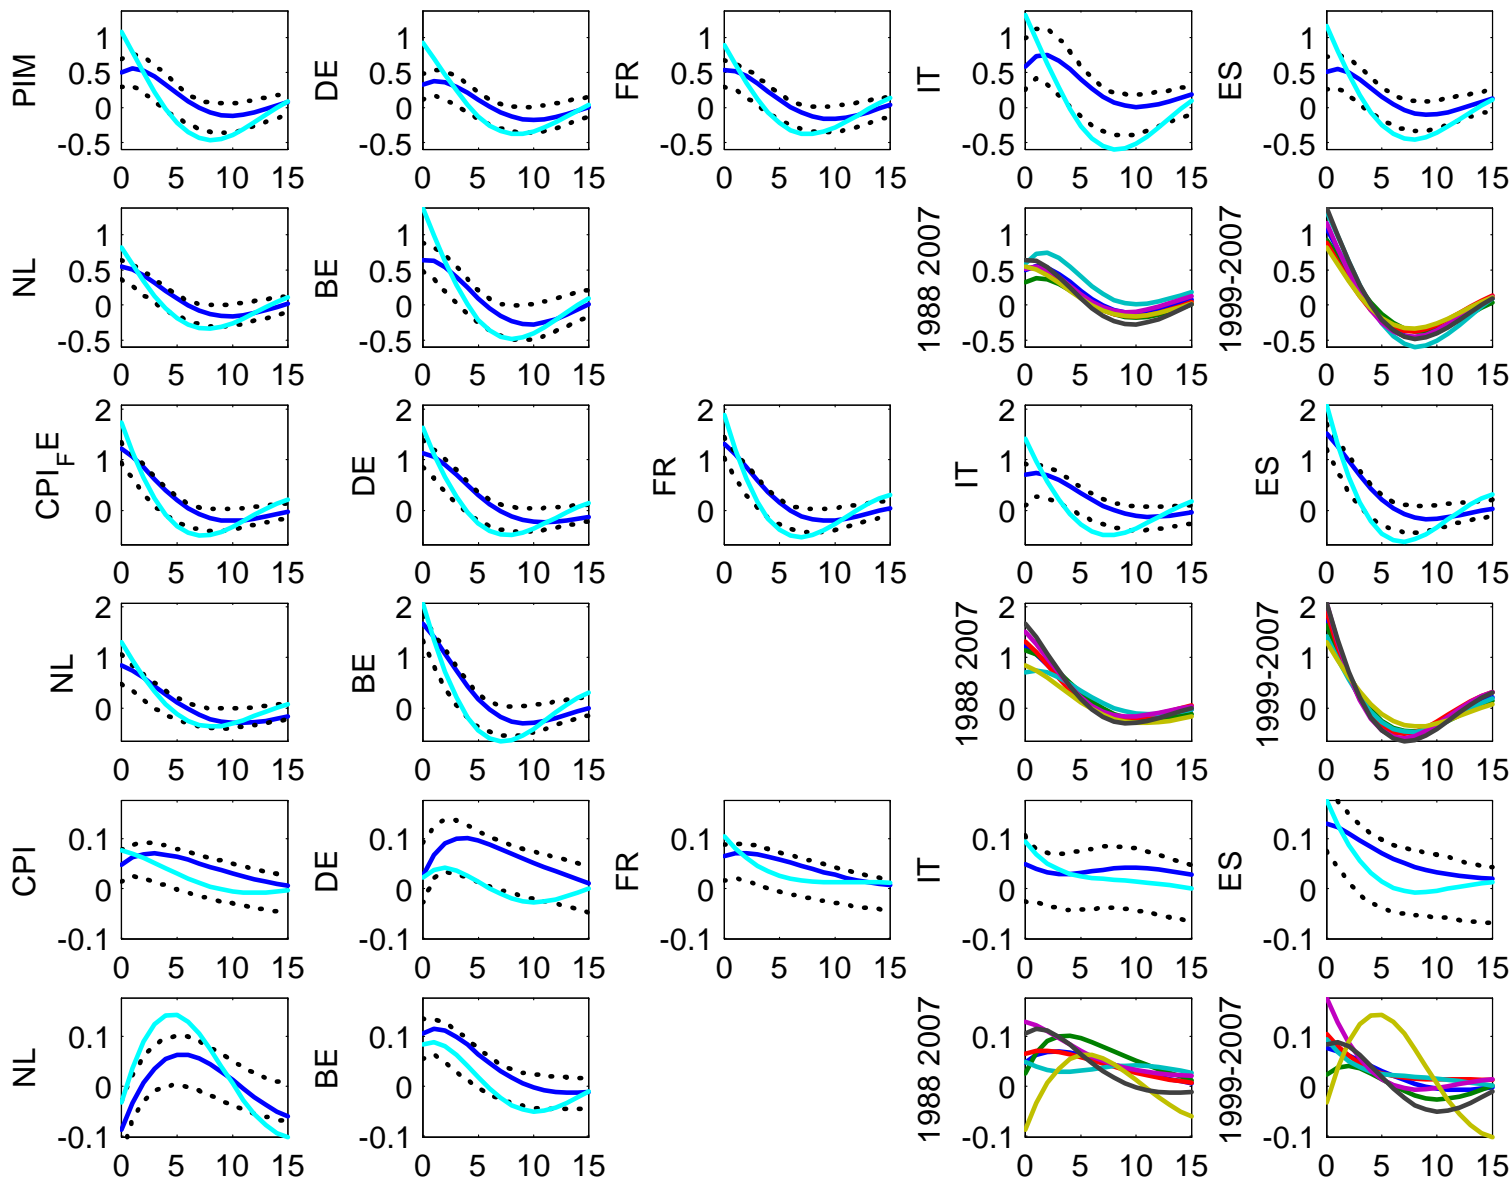 PIM 1 0.5 0 -0.5 0 5 10 15
DE 1 0.5 0 -0.5 0 5 10 15
FR 1 0.5 0 -0.5 0 5 10 15
IT 1 0.5 0 -0.5 0 5 10 15
ES 1 0.5 0 -0.5 0 5 10 15
NL 1 0.5 0 -0.5 0 5 10 15
BE 1 0.5 0 -0.5 0 5 10 15
1988 2007 1 0.5 0 -0.5 0 5 10 15
1999-2007 1 0.5 0 -0.5 0 5 10 15
CPI_FE 2 1 0 0 5 10 15
DE 2 1 0 0 5 10 15
FR 2 1 0 0 5 10 15
IT 2 1 0 0 5 10 15
ES 2 1 0 0 5 10 15
NL 2 1 0 0 5 10 15
BE 2 1 0 0 5 10 15
1988 2007 2 1 0 0 5 10 15
1999-2007 2 1 0 0 5 10 15
CPI 0.1 0 -0.1 0 5 10 15
DE 0.1 0 -0.1 0 5 10 15
FR 0.1 0 -0.1 0 5 10 15
IT 0.1 0 -0.1 0 5 10 15
ES 0.1 0 -0.1 0 5 10 15
NL 0.1 0 -0.1 0 5 10 15
BE 0.1 0 -0.1 0 5 10 15
1988 2007 0.1 0 -0.1 0 5 10 15
1999-2007 0.1 0 -0.1 0 5 10 15